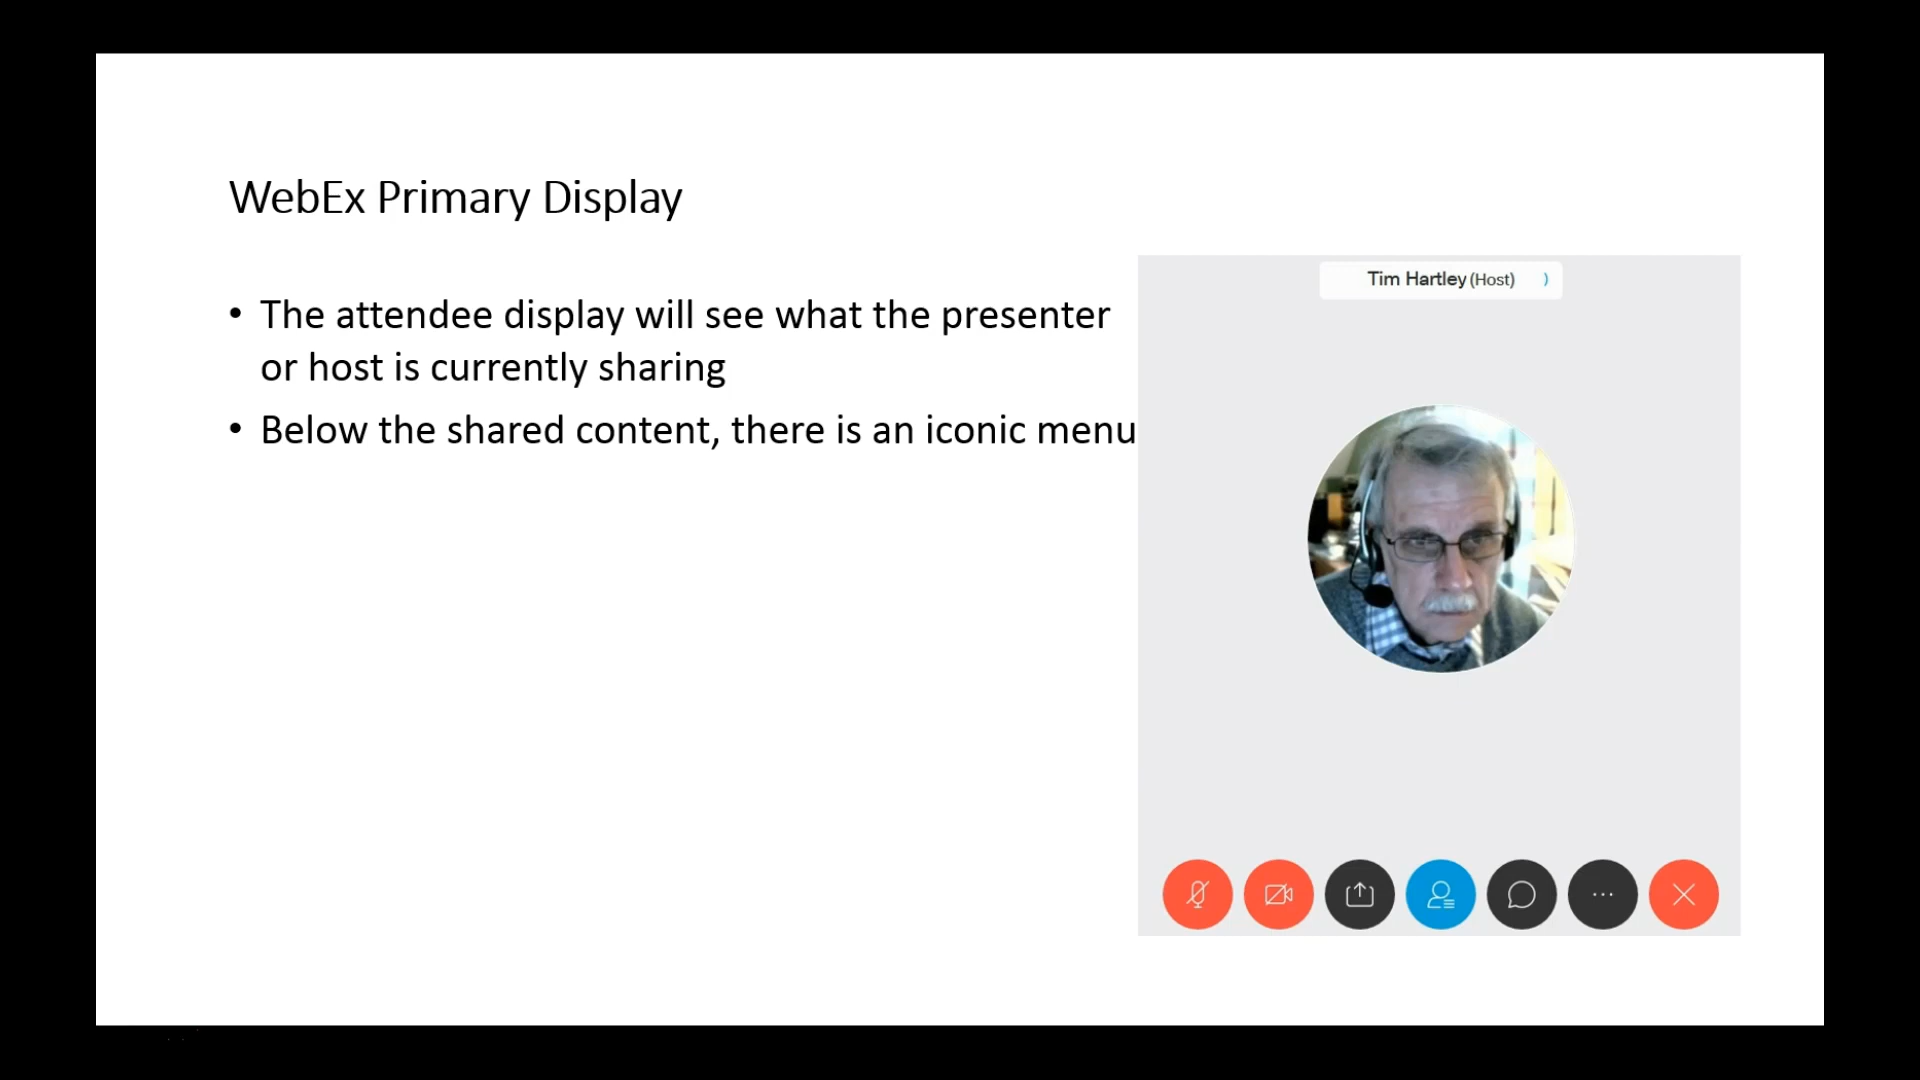 WebEx Primary Display
• The attendee display will see what the presenter
or host is currently sharing
• Below the shared content, there is an iconic menu
Tim Hartley (Host)